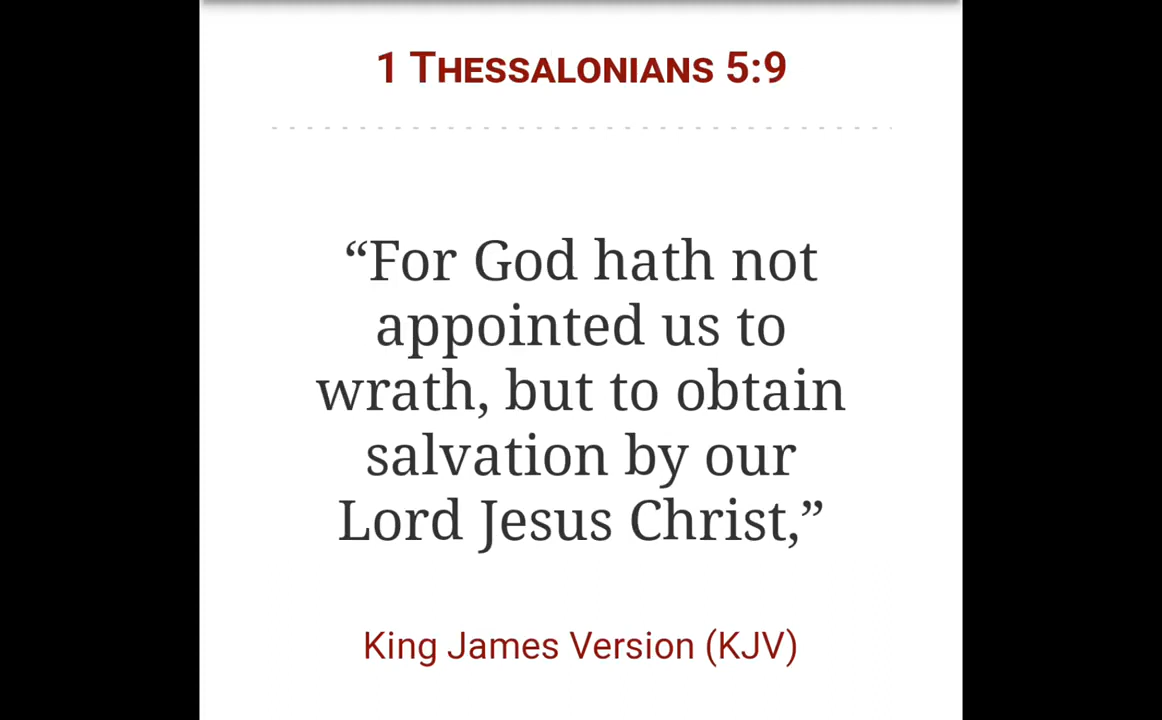 1 Thessalonians 5:9
“For God hath not
appointed us to
wrath, but to obtain
salvation by our
Lord Jesus Christ,”
King James Version (KJV)